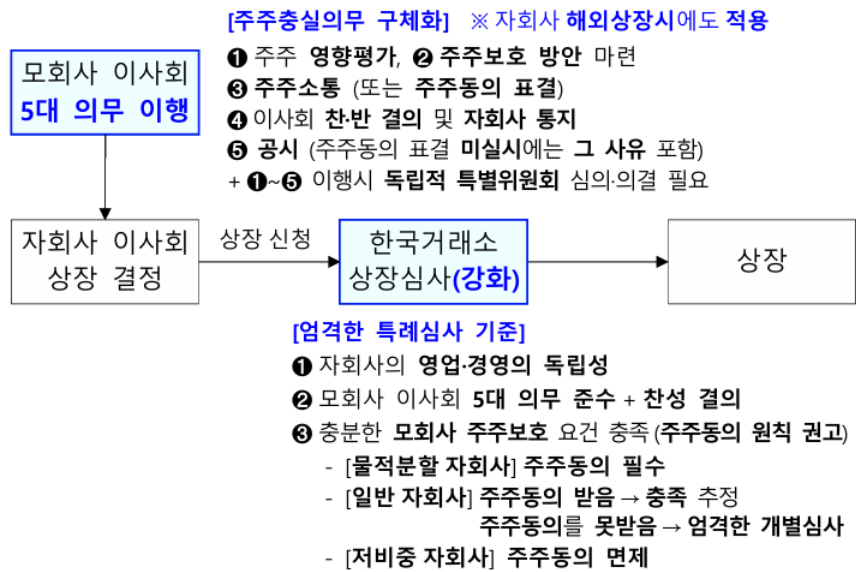 [주주충실의무 구체화] ※ 자회사 해외상장시에도 적용
모회사 이사회
5대 의무 이행
❶ 주주 영향평가, ❷ 주주보호 방안 마련
❸ 주주소통 (또는 주주동의 표결)
❹ 이사회 찬·반 결의 및 자회사 통지
❺ 공시 (주주동의 표결 미실시에는 그 사유 포함)
+ ❶~❺ 이행시 독립적 특별위원회 심의·의결 필요
자회사 이사회
상장 결정
상장 신청
한국거래소
상장심사(강화)
상장
[엄격한 특례심사 기준]
❶ 자회사의 영업·경영의 독립성
❷ 모회사 이사회 5대 의무 준수 + 찬성 결의
❸ 충분한 모회사 주주보호 요건 충족 (주주동의 원칙 권고)
- [물적분할 자회사] 주주동의 필수
- [일반 자회사] 주주동의 받음 → 충족 추정
주주동의를 못받음 → 엄격한 개별심사
- [저비중 자회사] 주주동의 면제